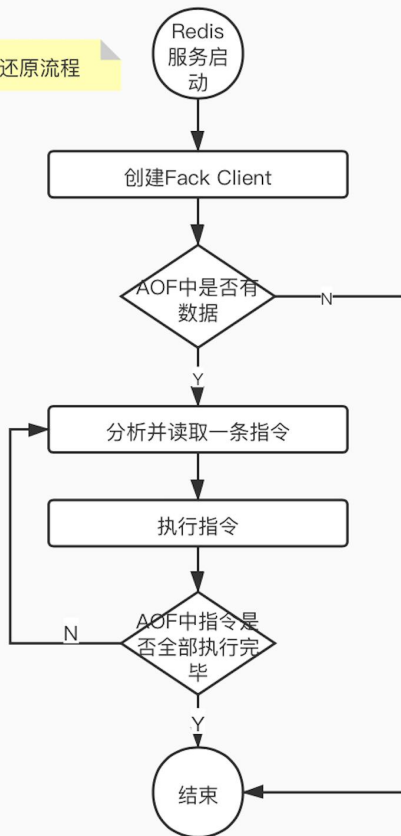 还原流程
Redis
服务启
动
创建Fack Client
AOF中是否有
数据
N
Y
分析并读取一条指令
执行指令
AOF中指令是
否全部执行完
毕
N
Y
结束